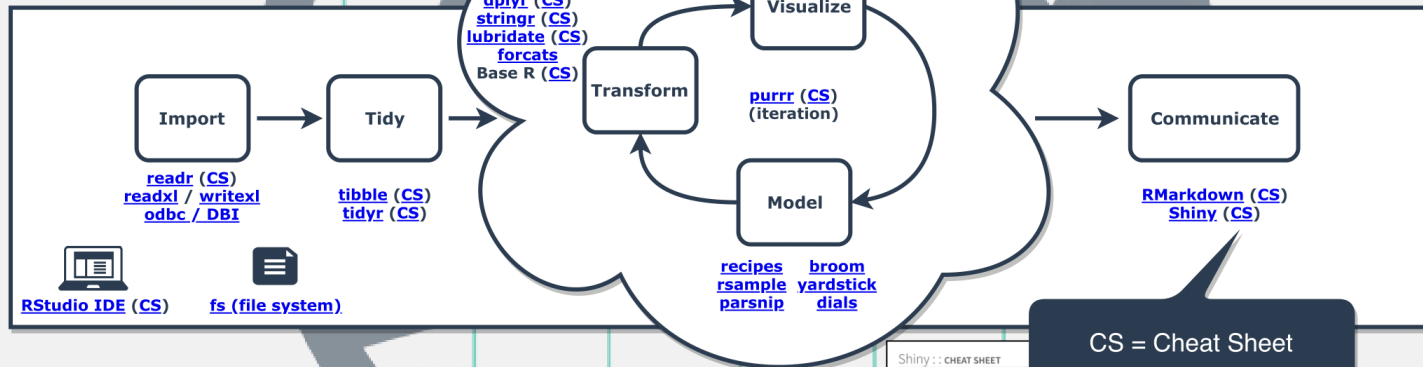 dplyr (CS)
stringr (CS)
lubridate (CS)
forcats
Base R (CS)
Visualize
Transform
purrr (CS)
(iteration)
Import
Tidy
Communicate
readr (CS)
readxl / writexl
odbc / DBI
tibble (CS)
tidyr (CS)
Model
RMarkdown (CS)
Shiny (CS)
recipes broom
rsample yardstick
parsnip dials
RStudio IDE (CS)
fs (file system)
CS = Cheat Sheet
Shiny : : CHEAT SHEET